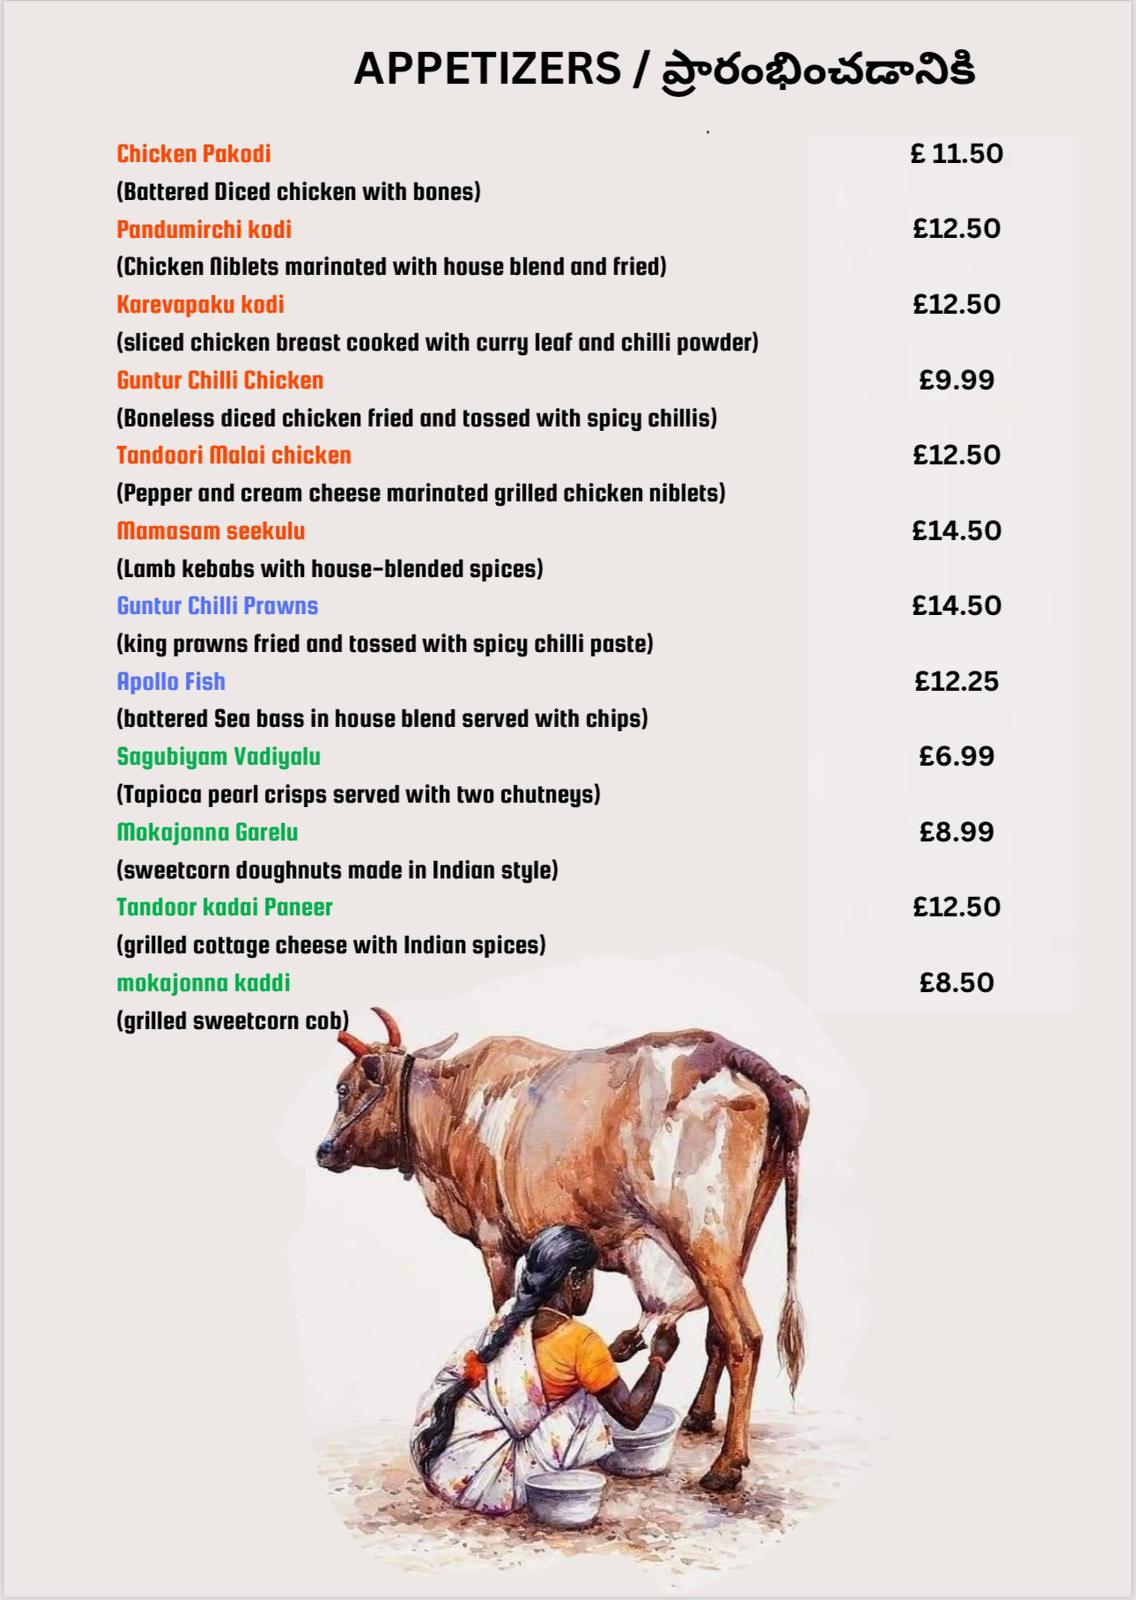 APPETIZERS / ప్రారంభించడానికి
Chicken Pakodi £ 11.50
(Battered Diced chicken with bones)
Pandumirchi kodi £12.50
(Chicken Niblets marinated with house blend and fried)
Karevapaku kodi £12.50
(sliced chicken breast cooked with curry leaf and chilli powder)
Guntur Chilli Chicken £9.99
(Boneless diced chicken fried and tossed with spicy chillis)
Tandoori Malai chicken £12.50
(Pepper and cream cheese marinated grilled chicken niblets)
Mamasam seekulu £14.50
(Lamb kebabs with house-blended spices)
Guntur Chilli Prawns £14.50
(king prawns fried and tossed with spicy chilli paste)
Apollo Fish £12.25
(battered Sea bass in house blend served with chips)
Sagubiyam Vadiyalu £6.99
(Tapioca pearl crisps served with two chutneys)
Mokajonna Garelu £8.99
(sweetcorn doughnuts made in Indian style)
Tandoor kadai Paneer £12.50
(grilled cottage cheese with Indian spices)
mokajonna kaddi £8.50
(grilled sweetcorn cob)